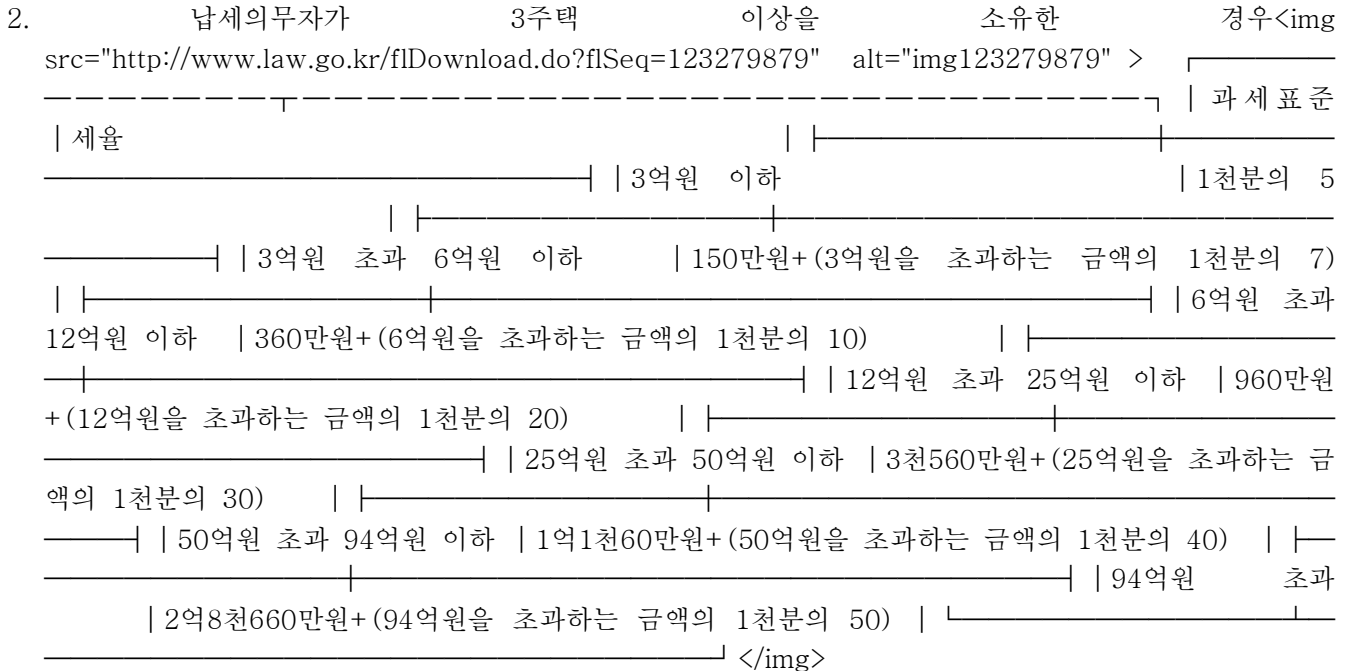 2. 납세의무자가 3주택 이상을 소유한 경우<img
src="http://www.law.go.kr/flDownload.do?flSeq=123279879" alt="img123279879" > ┌──────
─────────┬───────────────────────────┐ │과세표준
│세율 │ ├─────────────┼──────
─────────────────────┤ │3억원 이하 │1천분의 5
│ ├─────────────┼─────────────────────
──────┤ │3억원 초과 6억원 이하 │150만원+(3억원을 초과하는 금액의 1천분의 7)
│ ├─────────────┼───────────────────────────┤ │6억원 초과
12억원 이하 │360만원+(6억원을 초과하는 금액의 1천분의 10) │ ├────────────
─┼───────────────────────────┤ │12억원 초과 25억원 이하 │960만원
+(12억원을 초과하는 금액의 1천분의 20) │ ├─────────────┼──────────
─────────────────┤ │25억원 초과 50억원 이하 │3천560만원+(25억원을 초과하는 금
액의 1천분의 30) │ ├─────────────┼───────────────────────
────┤ │50억원 초과 94억원 이하 │1억1천60만원+(50억원을 초과하는 금액의 1천분의 40) │ ├─
────────────┼───────────────────────────┤ │94억원 초과
│2억8천660만원+(94억원을 초과하는 금액의 1천분의 50) │ └─────────────┴─
──────────────────────────┘</img>